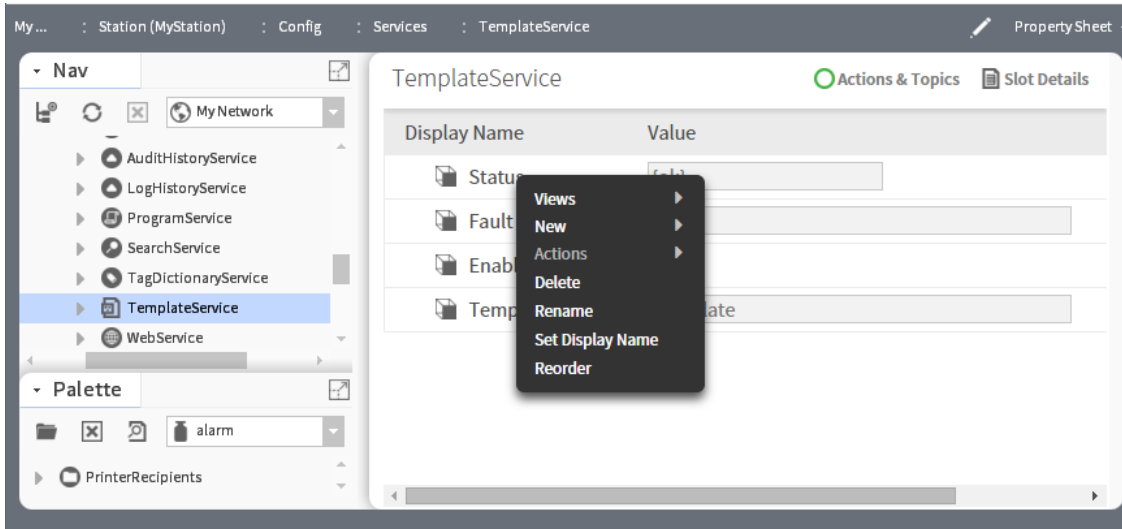 My... : Station (MyStation) : Config : Services : TemplateService Property Sheet
Nav
My Network
AuditHistoryService
LogHistoryService
ProgramService
SearchService
TagDictionaryService
TemplateService
WebService
Palette
alarm
PrinterRecipients
TemplateService Actions & Topics Slot Details
Display Name Value
Status
Fault
Enabl
Temp late
Views
New
Actions
Delete
Rename
Set Display Name
Reorder